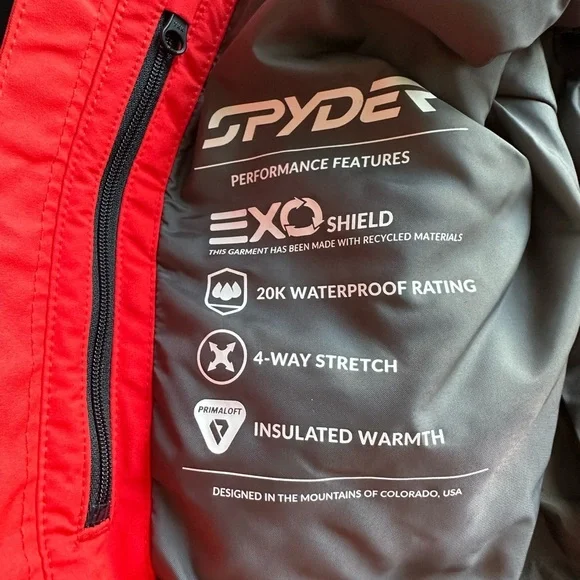 SPYDER
PERFORMANCE FEATURES
EXO SHIELD
THIS GARMENT HAS BEEN MADE WITH RECYCLED MATERIALS
20K WATERPROOF RATING
4-WAY STRETCH
PRIMALOFT
INSULATED WARMTH
DESIGNED IN THE MOUNTAINS OF COLORADO, USA